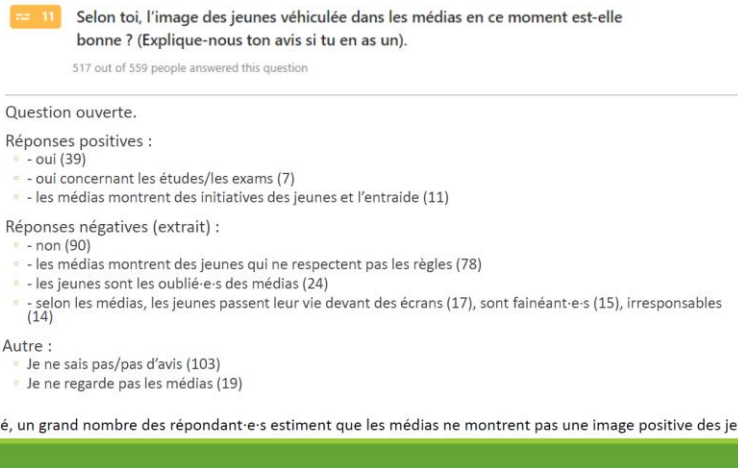 11 Selon toi, l'image des jeunes véhiculée dans les médias en ce moment est-elle
bonne ? (Explique-nous ton avis si tu en as un).
517 out of 559 people answered this question
Question ouverte.
Réponses positives :
- oui (39)
- oui concernant les études/les exams (7)
- les médias montrent des initiatives des jeunes et l'entraide (11)
Réponses négatives (extrait) :
- non (90)
- les médias montrent des jeunes qui ne respectent pas les règles (78)
- les jeunes sont les oublié·e·s des médias (24)
- selon les médias, les jeunes passent leur vie devant des écrans (17), sont fainéant·e·s (15), irresponsables
(14)
Autre :
Je ne sais pas/pas d'avis (103)
Je ne regarde pas les médias (19)
é, un grand nombre des répondant·e·s estiment que les médias ne montrent pas une image positive des je